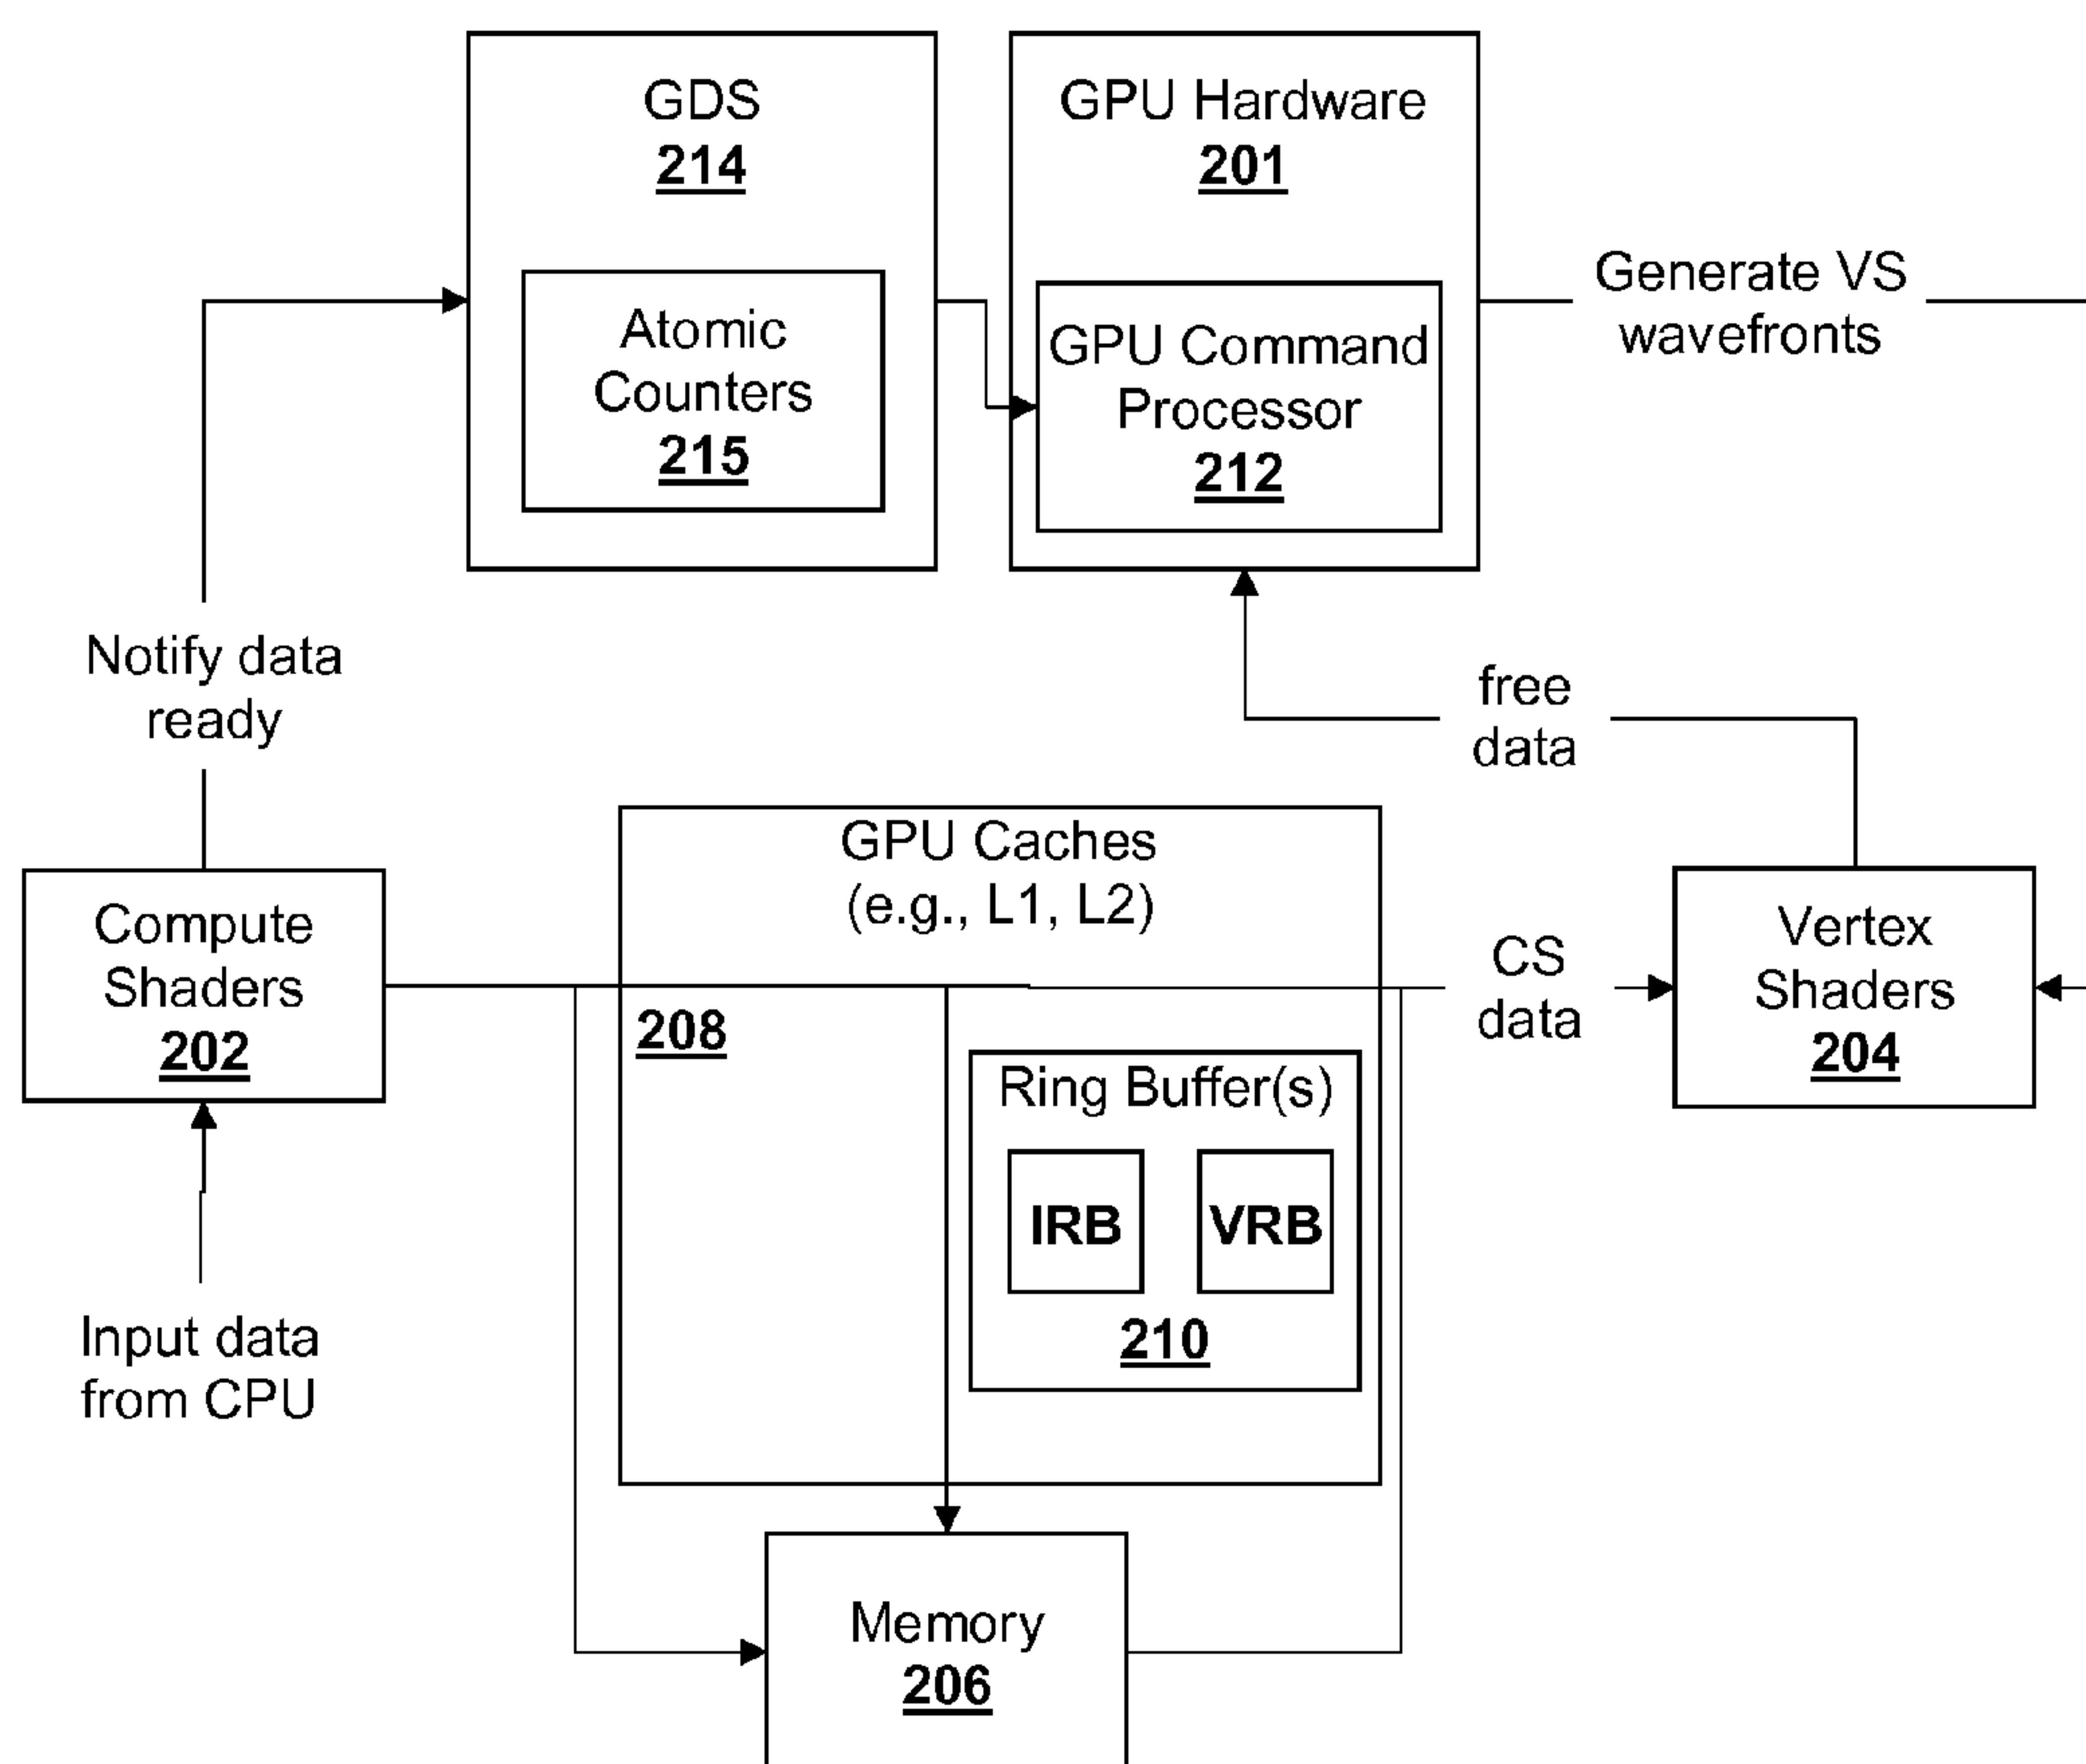 GDS
214
Atomic
Counters
215
GPU Hardware
201
GPU Command
Processor
212
Generate VS
wavefronts
Notify data
ready
free
data
GPU Caches
(e.g., L1, L2)
208
Compute
Shaders
202
CS
data
Vertex
Shaders
204
Ring Buffer(s)
IRB
VRB
210
Input data
from CPU
Memory
206